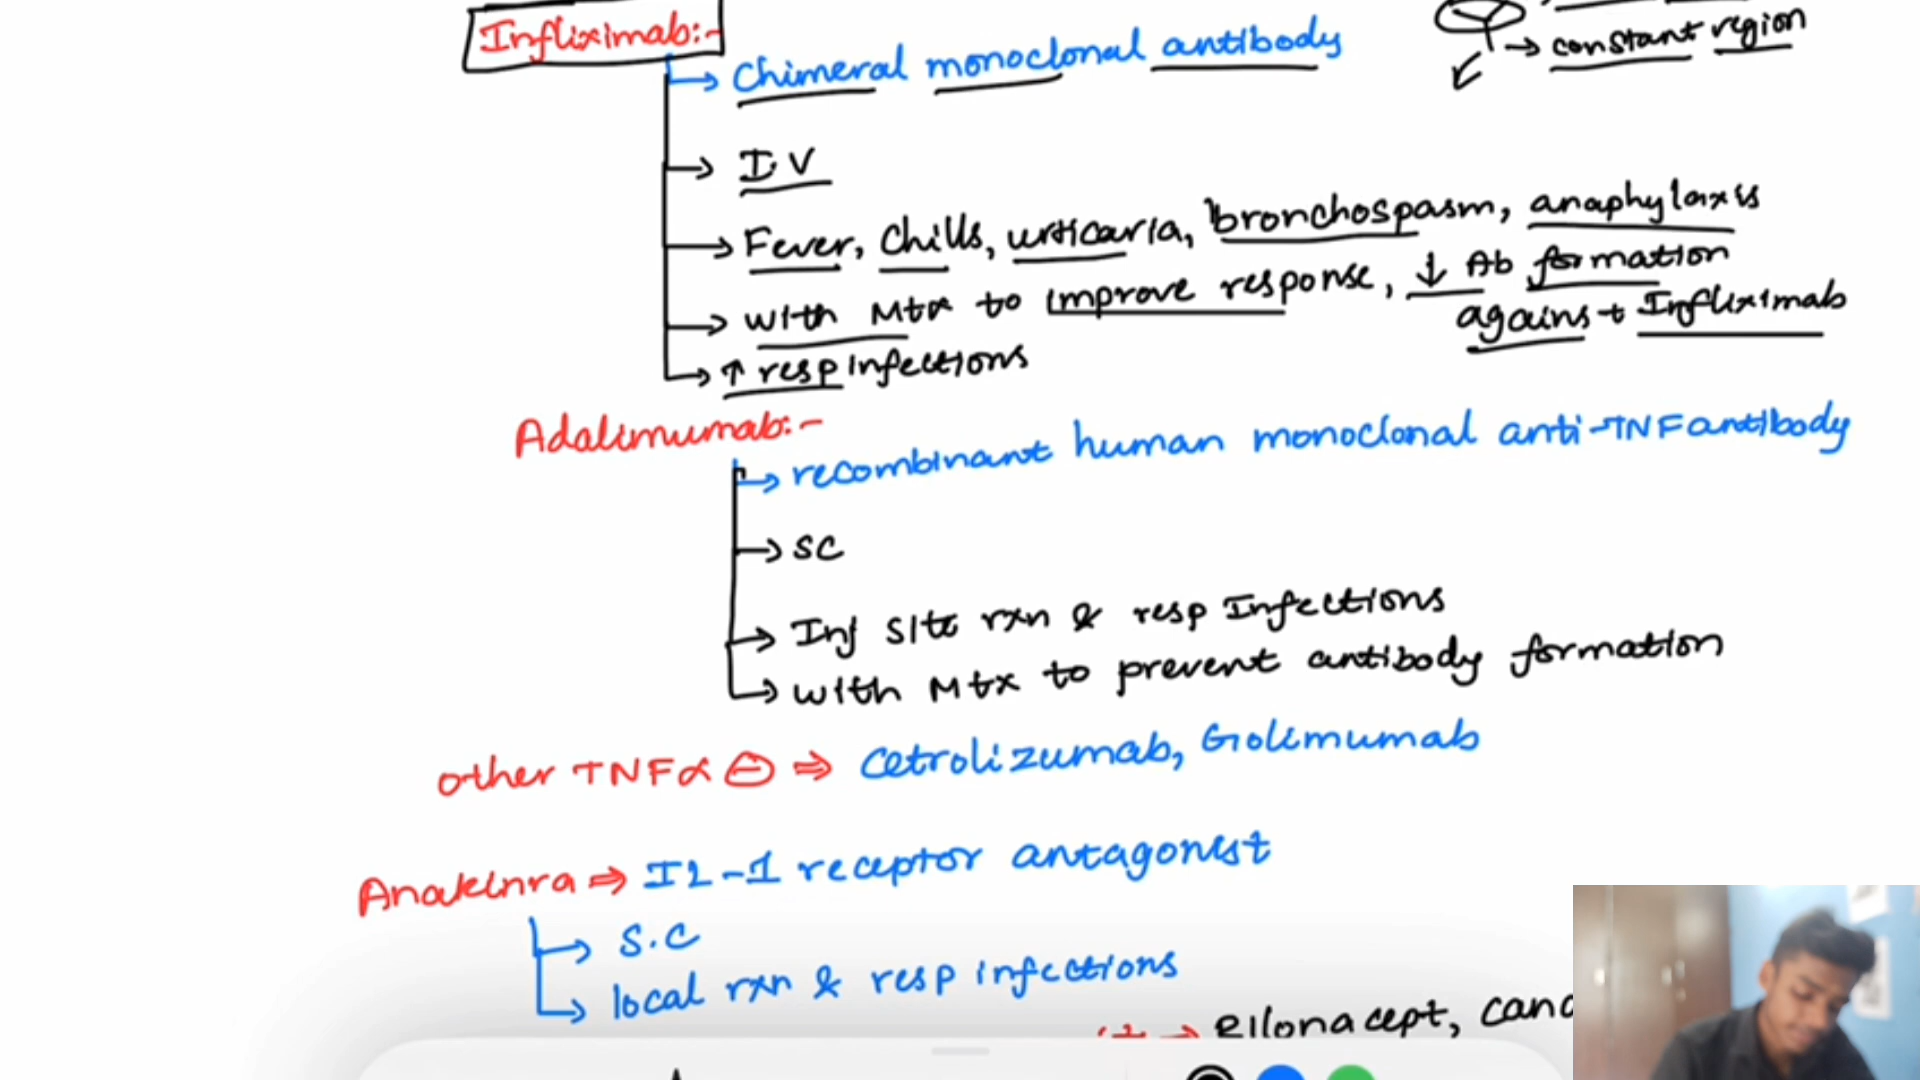 Infliximab:-
→ constant region
→ Chimeral monoclonal antibody
→ I.V
→ Fever, Chills, urticaria, bronchospasm, anaphylaxis
→ with Mtx to improve response, ↓ Ab formation
against Infliximab
→ ↑ resp infections
Adalimumab:-
→ recombinant human monoclonal anti-TNF antibody
→ SC
→ Inj site rxn & resp Infections
→ with Mtx to prevent antibody formation
other TNFα ⊖ ⇒ Cetrolizumab, Golimumab
Anakinra ⇒ IL-1 receptor antagonist
→ S.C
→ local rxn & resp infections
→ Rilonacept,